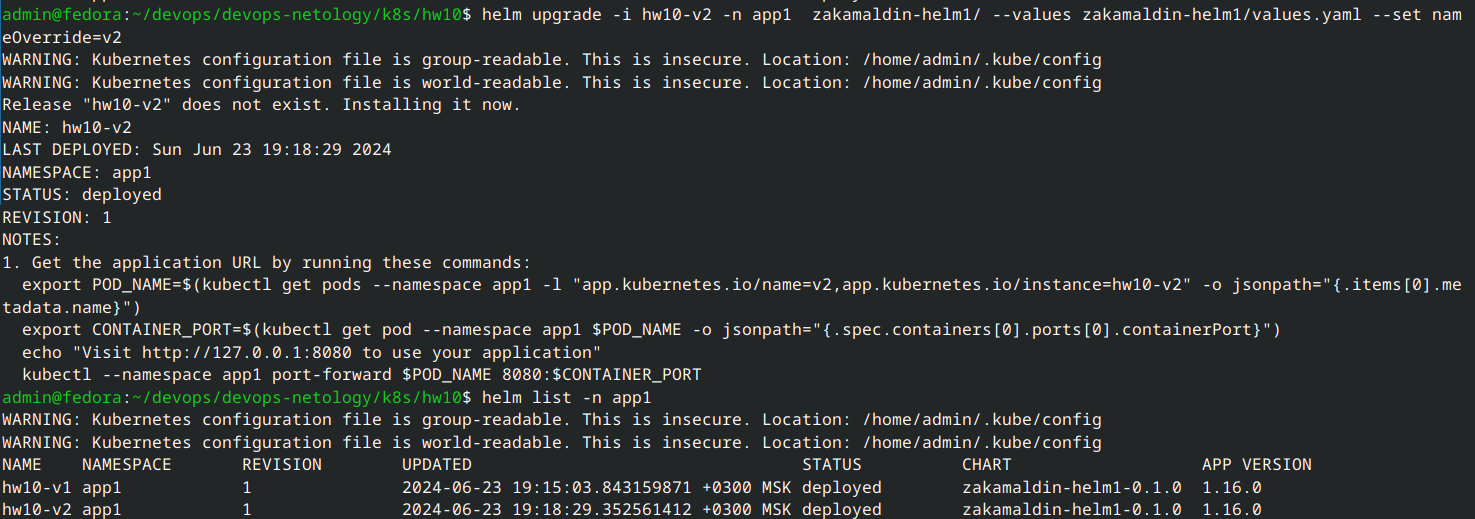 admin@fedora:~/devops/devops-netology/k8s/hw10$ helm upgrade -i hw10-v2 -n app1  zakamaldin-helm1/ --values zakamaldin-helm1/values.yaml --set nam
eOverride=v2
WARNING: Kubernetes configuration file is group-readable. This is insecure. Location: /home/admin/.kube/config
WARNING: Kubernetes configuration file is world-readable. This is insecure. Location: /home/admin/.kube/config
Release "hw10-v2" does not exist. Installing it now.
NAME: hw10-v2
LAST DEPLOYED: Sun Jun 23 19:18:29 2024
NAMESPACE: app1
STATUS: deployed
REVISION: 1
NOTES:
1. Get the application URL by running these commands:
  export POD_NAME=$(kubectl get pods --namespace app1 -l "app.kubernetes.io/name=v2,app.kubernetes.io/instance=hw10-v2" -o jsonpath="{.items[0].me
tadata.name}")
  export CONTAINER_PORT=$(kubectl get pod --namespace app1 $POD_NAME -o jsonpath="{.spec.containers[0].ports[0].containerPort}")
  echo "Visit http://127.0.0.1:8080 to use your application"
  kubectl --namespace app1 port-forward $POD_NAME 8080:$CONTAINER_PORT
admin@fedora:~/devops/devops-netology/k8s/hw10$ helm list -n app1
WARNING: Kubernetes configuration file is group-readable. This is insecure. Location: /home/admin/.kube/config
WARNING: Kubernetes configuration file is world-readable. This is insecure. Location: /home/admin/.kube/config
NAME    NAMESPACE       REVISION        UPDATED                                 STATUS          CHART                   APP VERSION
hw10-v1 app1            1               2024-06-23 19:15:03.843159871 +0300 MSK deployed        zakamaldin-helm1-0.1.0  1.16.0
hw10-v2 app1            1               2024-06-23 19:18:29.352561412 +0300 MSK deployed        zakamaldin-helm1-0.1.0  1.16.0